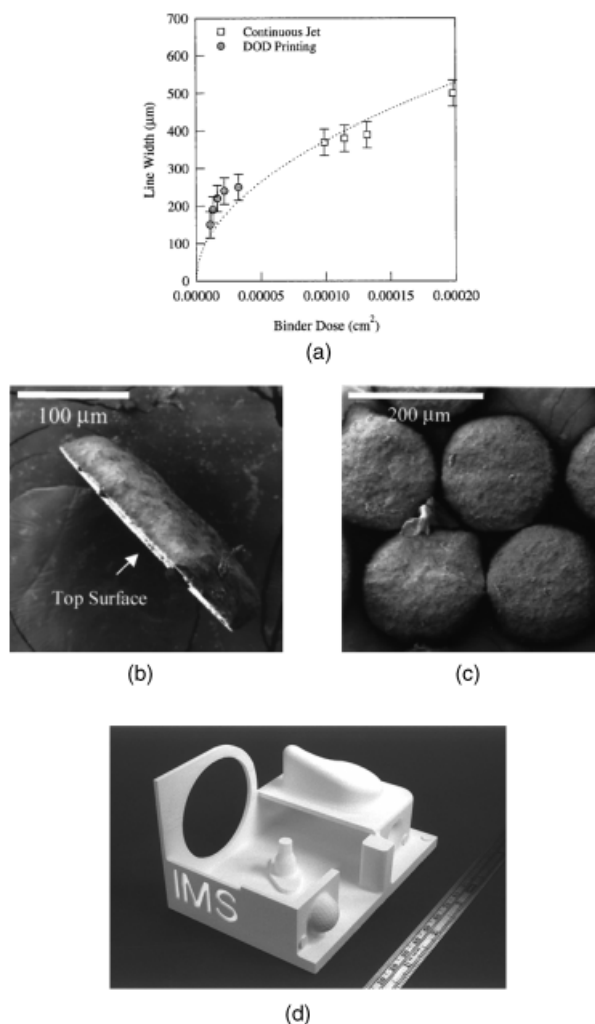 700
600
500
400
300
200
100
0
Line Width (μm)
Continuous Jet
DOD Printing
0.00000 0.00005 0.00010 0.00015 0.00020
Binder Dose (cm²)
(a)
100 μm
Top Surface
(b)
200 μm
(c)
IMS
(d)